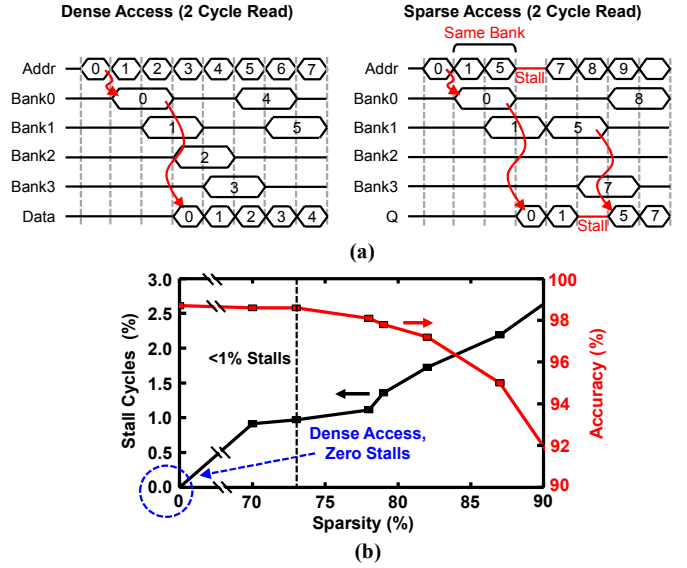 Dense Access (2 Cycle Read)
Addr 0 1 2 3 4 5 6 7
Bank0 0 4
Bank1 1 5
Bank2 2
Bank3 3
Data 0 1 2 3 4
Sparse Access (2 Cycle Read)
Same Bank
Addr 0 1 5 7 8 9
Stall
Bank0 0 8
Bank1 1 5
Bank2
Bank3 7
Q 0 1 5 7
Stall
(a)
3.0 100
2.5 98
2.0 96
1.5 94
1.0
0.5 92
0.0 90
Stall Cycles (%)
Accuracy (%)
<1% Stalls
Dense Access,
Zero Stalls
0 70 75 80 85 90
Sparsity (%)
(b)